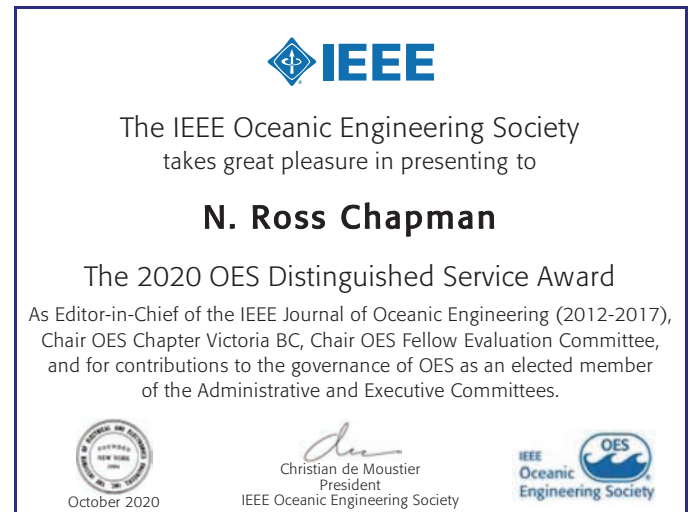 IEEE
The IEEE Oceanic Engineering Society
takes great pleasure in presenting to
N. Ross Chapman
The 2020 OES Distinguished Service Award
As Editor-in-Chief of the IEEE Journal of Oceanic Engineering (2012-2017),
Chair OES Chapter Victoria BC, Chair OES Fellow Evaluation Committee,
and for contributions to the governance of OES as an elected member
of the Administrative and Executive Committees.
October 2020
Christian de Moustier
President
IEEE Oceanic Engineering Society
OES
IEEE
Oceanic
Engineering Society